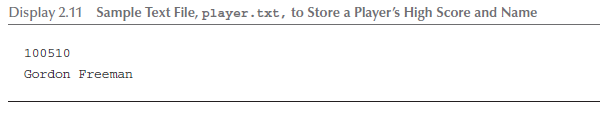 Display 2.11 Sample Text File, player.txt, to Store a Player's High Score and Name
100510
Gordon Freeman